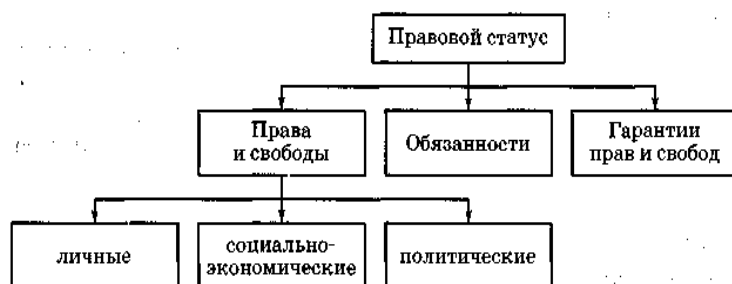 Правовой статус
Права
и свободы
Обязанности
Гарантии
прав и свобод
личные
социально-
экономические
политические